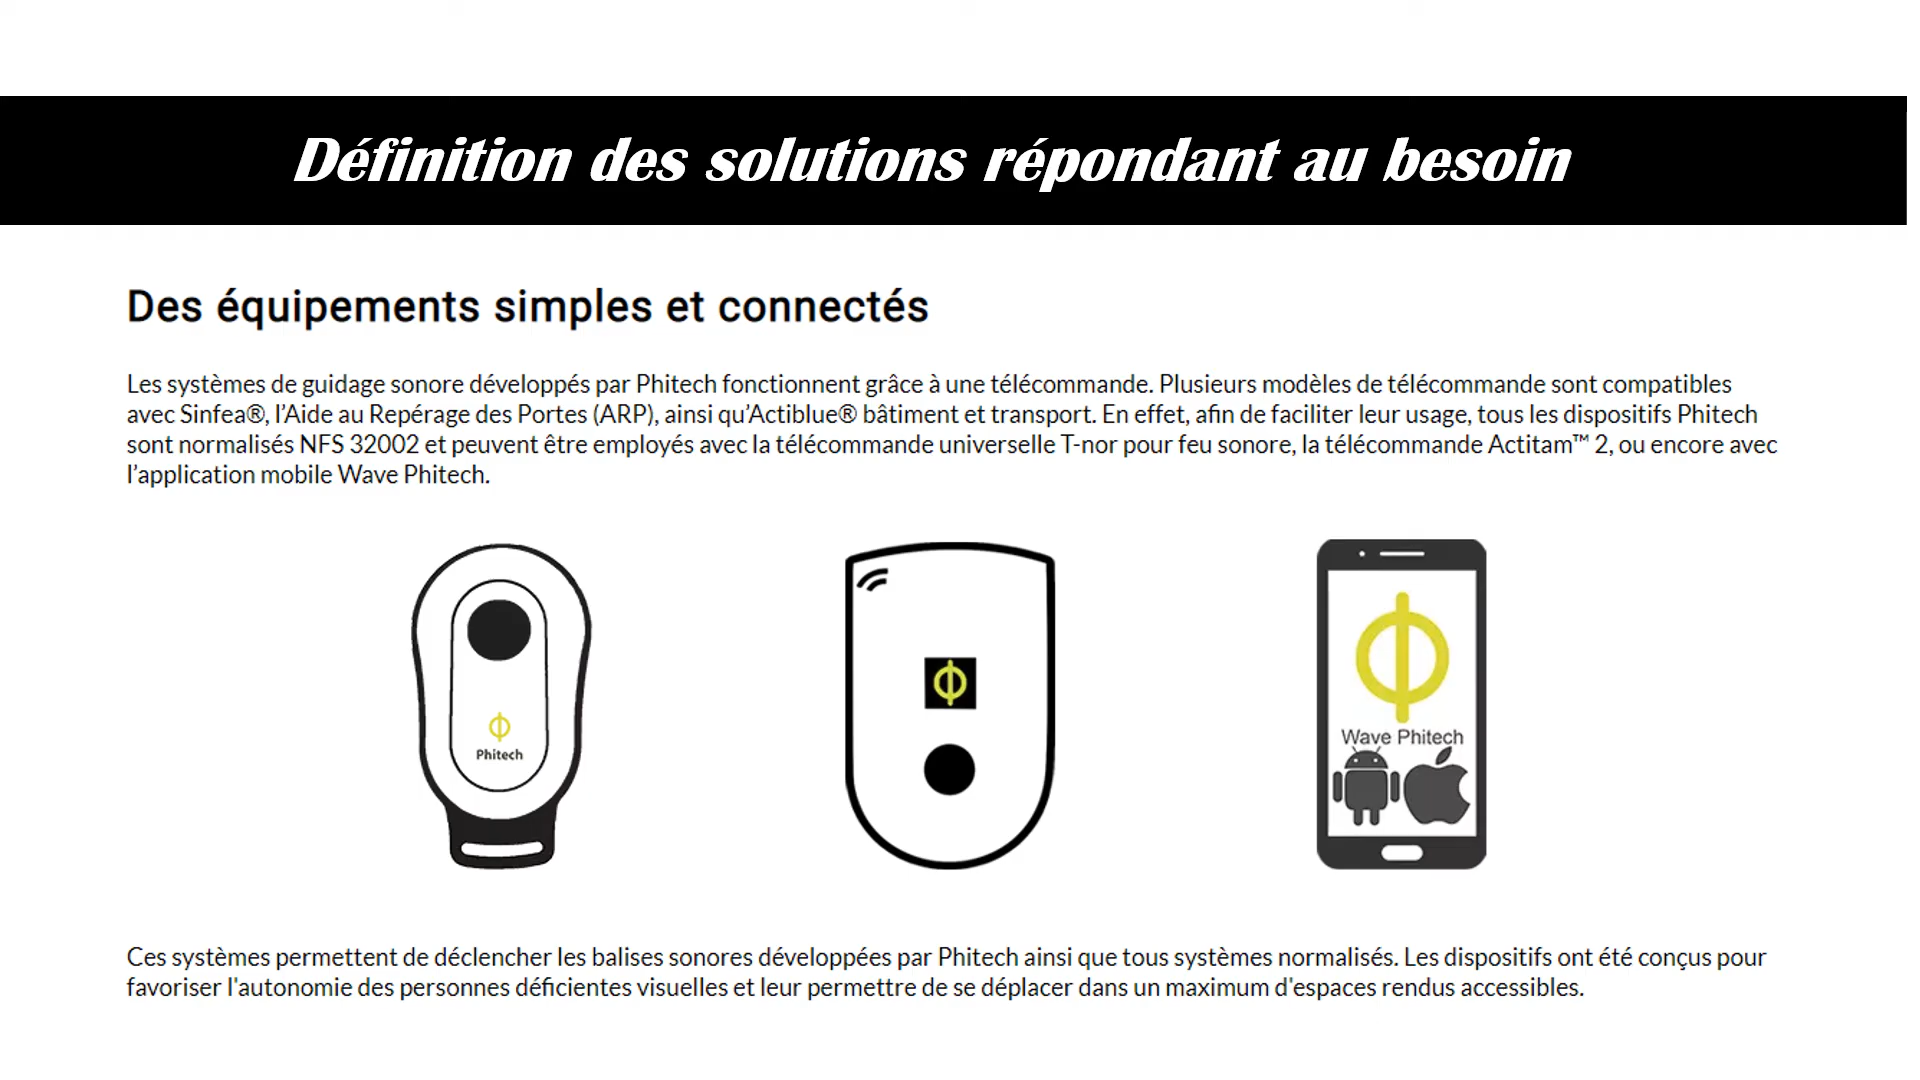 Définition des solutions répondant au besoin
Des équipements simples et connectés
Les systèmes de guidage sonore développés par Phitech fonctionnent grâce à une télécommande. Plusieurs modèles de télécommande sont compatibles
avec Sinfea®, l’Aide au Repérage des Portes (ARP), ainsi qu’Actiblue® bâtiment et transport. En effet, afin de faciliter leur usage, tous les dispositifs Phitech
sont normalisés NFS 32002 et peuvent être employés avec la télécommande universelle T-nor pour feu sonore, la télécommande Actitam™ 2, ou encore avec
l’application mobile Wave Phitech.
Phitech
Wave Phitech
Ces systèmes permettent de déclencher les balises sonores développées par Phitech ainsi que tous systèmes normalisés. Les dispositifs ont été conçus pour
favoriser l'autonomie des personnes déficientes visuelles et leur permettre de se déplacer dans un maximum d'espaces rendus accessibles.